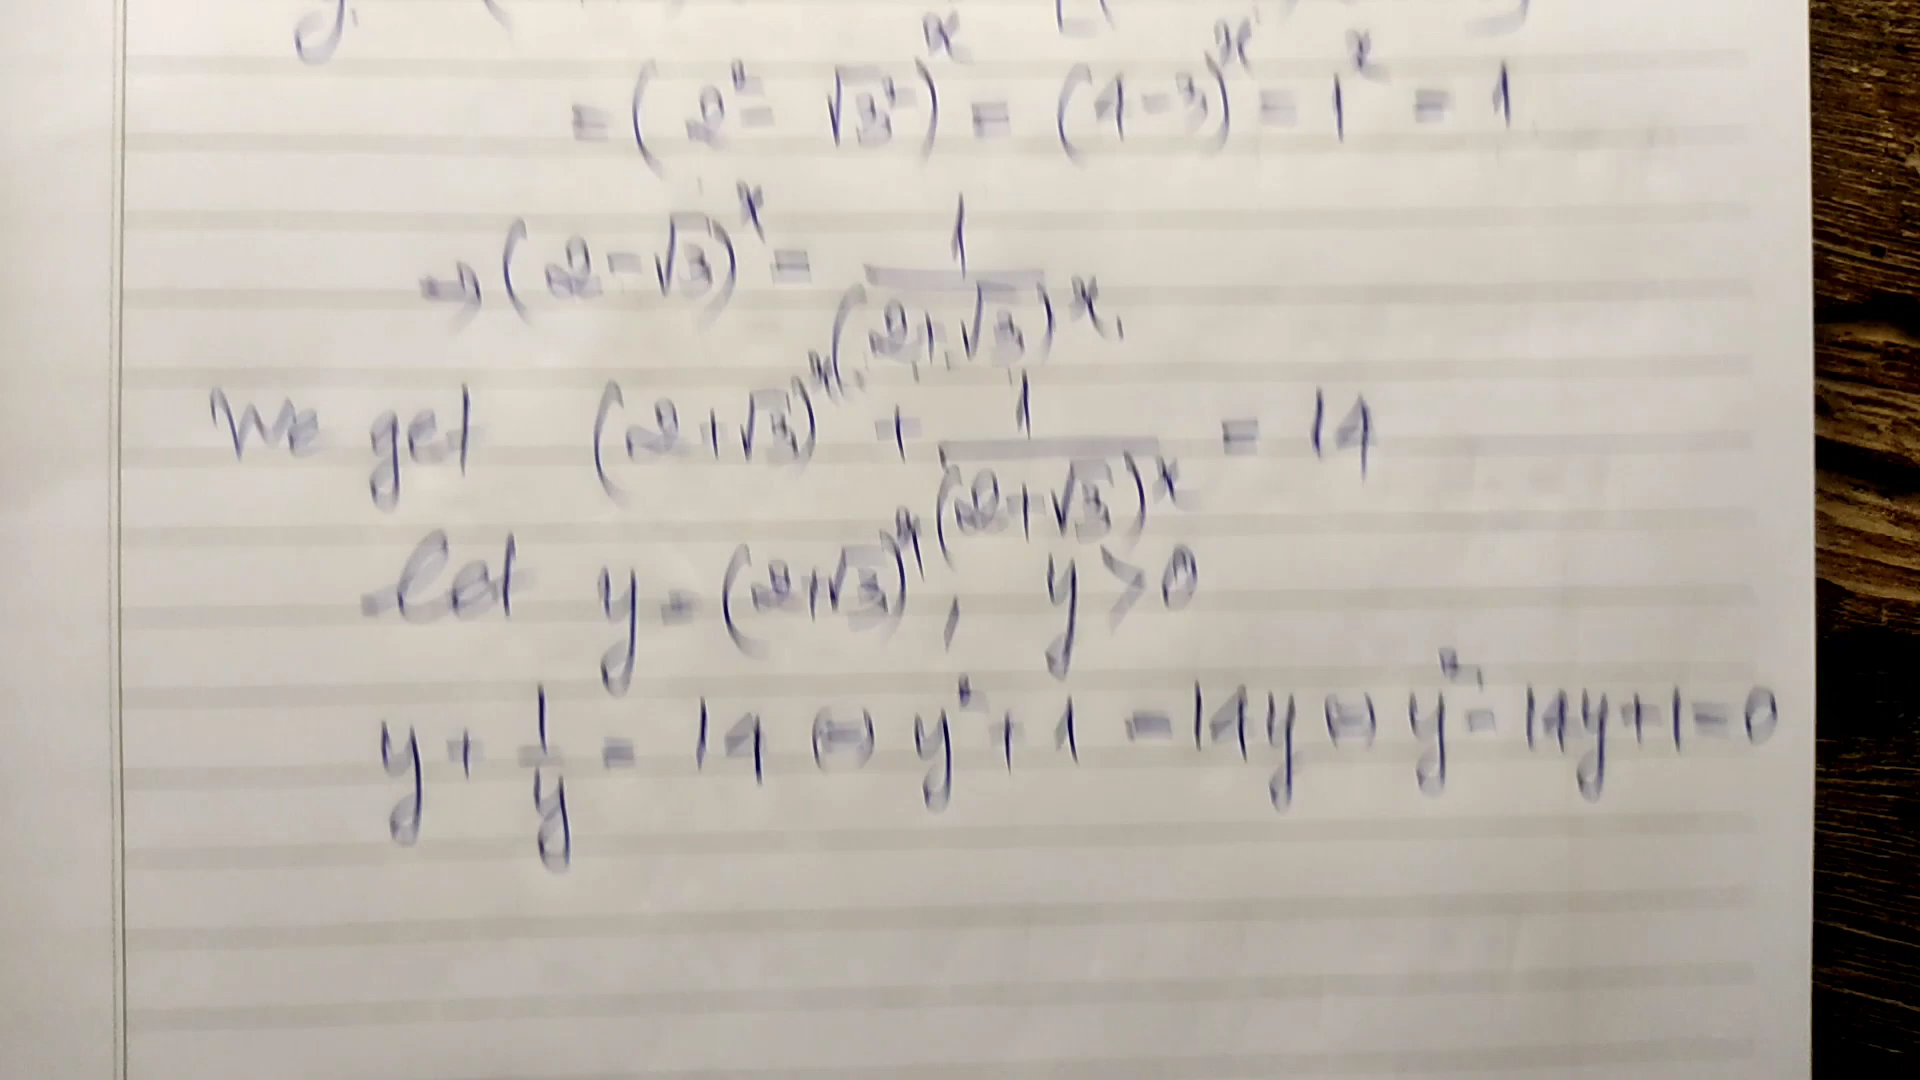 = (2² - √3²)ˣ = (4-3)ˣ = 1ˣ = 1
→ (2-√3)ˣ = 1/(2+√3)ˣ
We get (2+√3)ˣ + 1/(2+√3)ˣ = 14
Let y = (2+√3)ˣ, y > 0
y + 1/y = 14 ⇔ y² + 1 = 14y ⇔ y² - 14y + 1 = 0